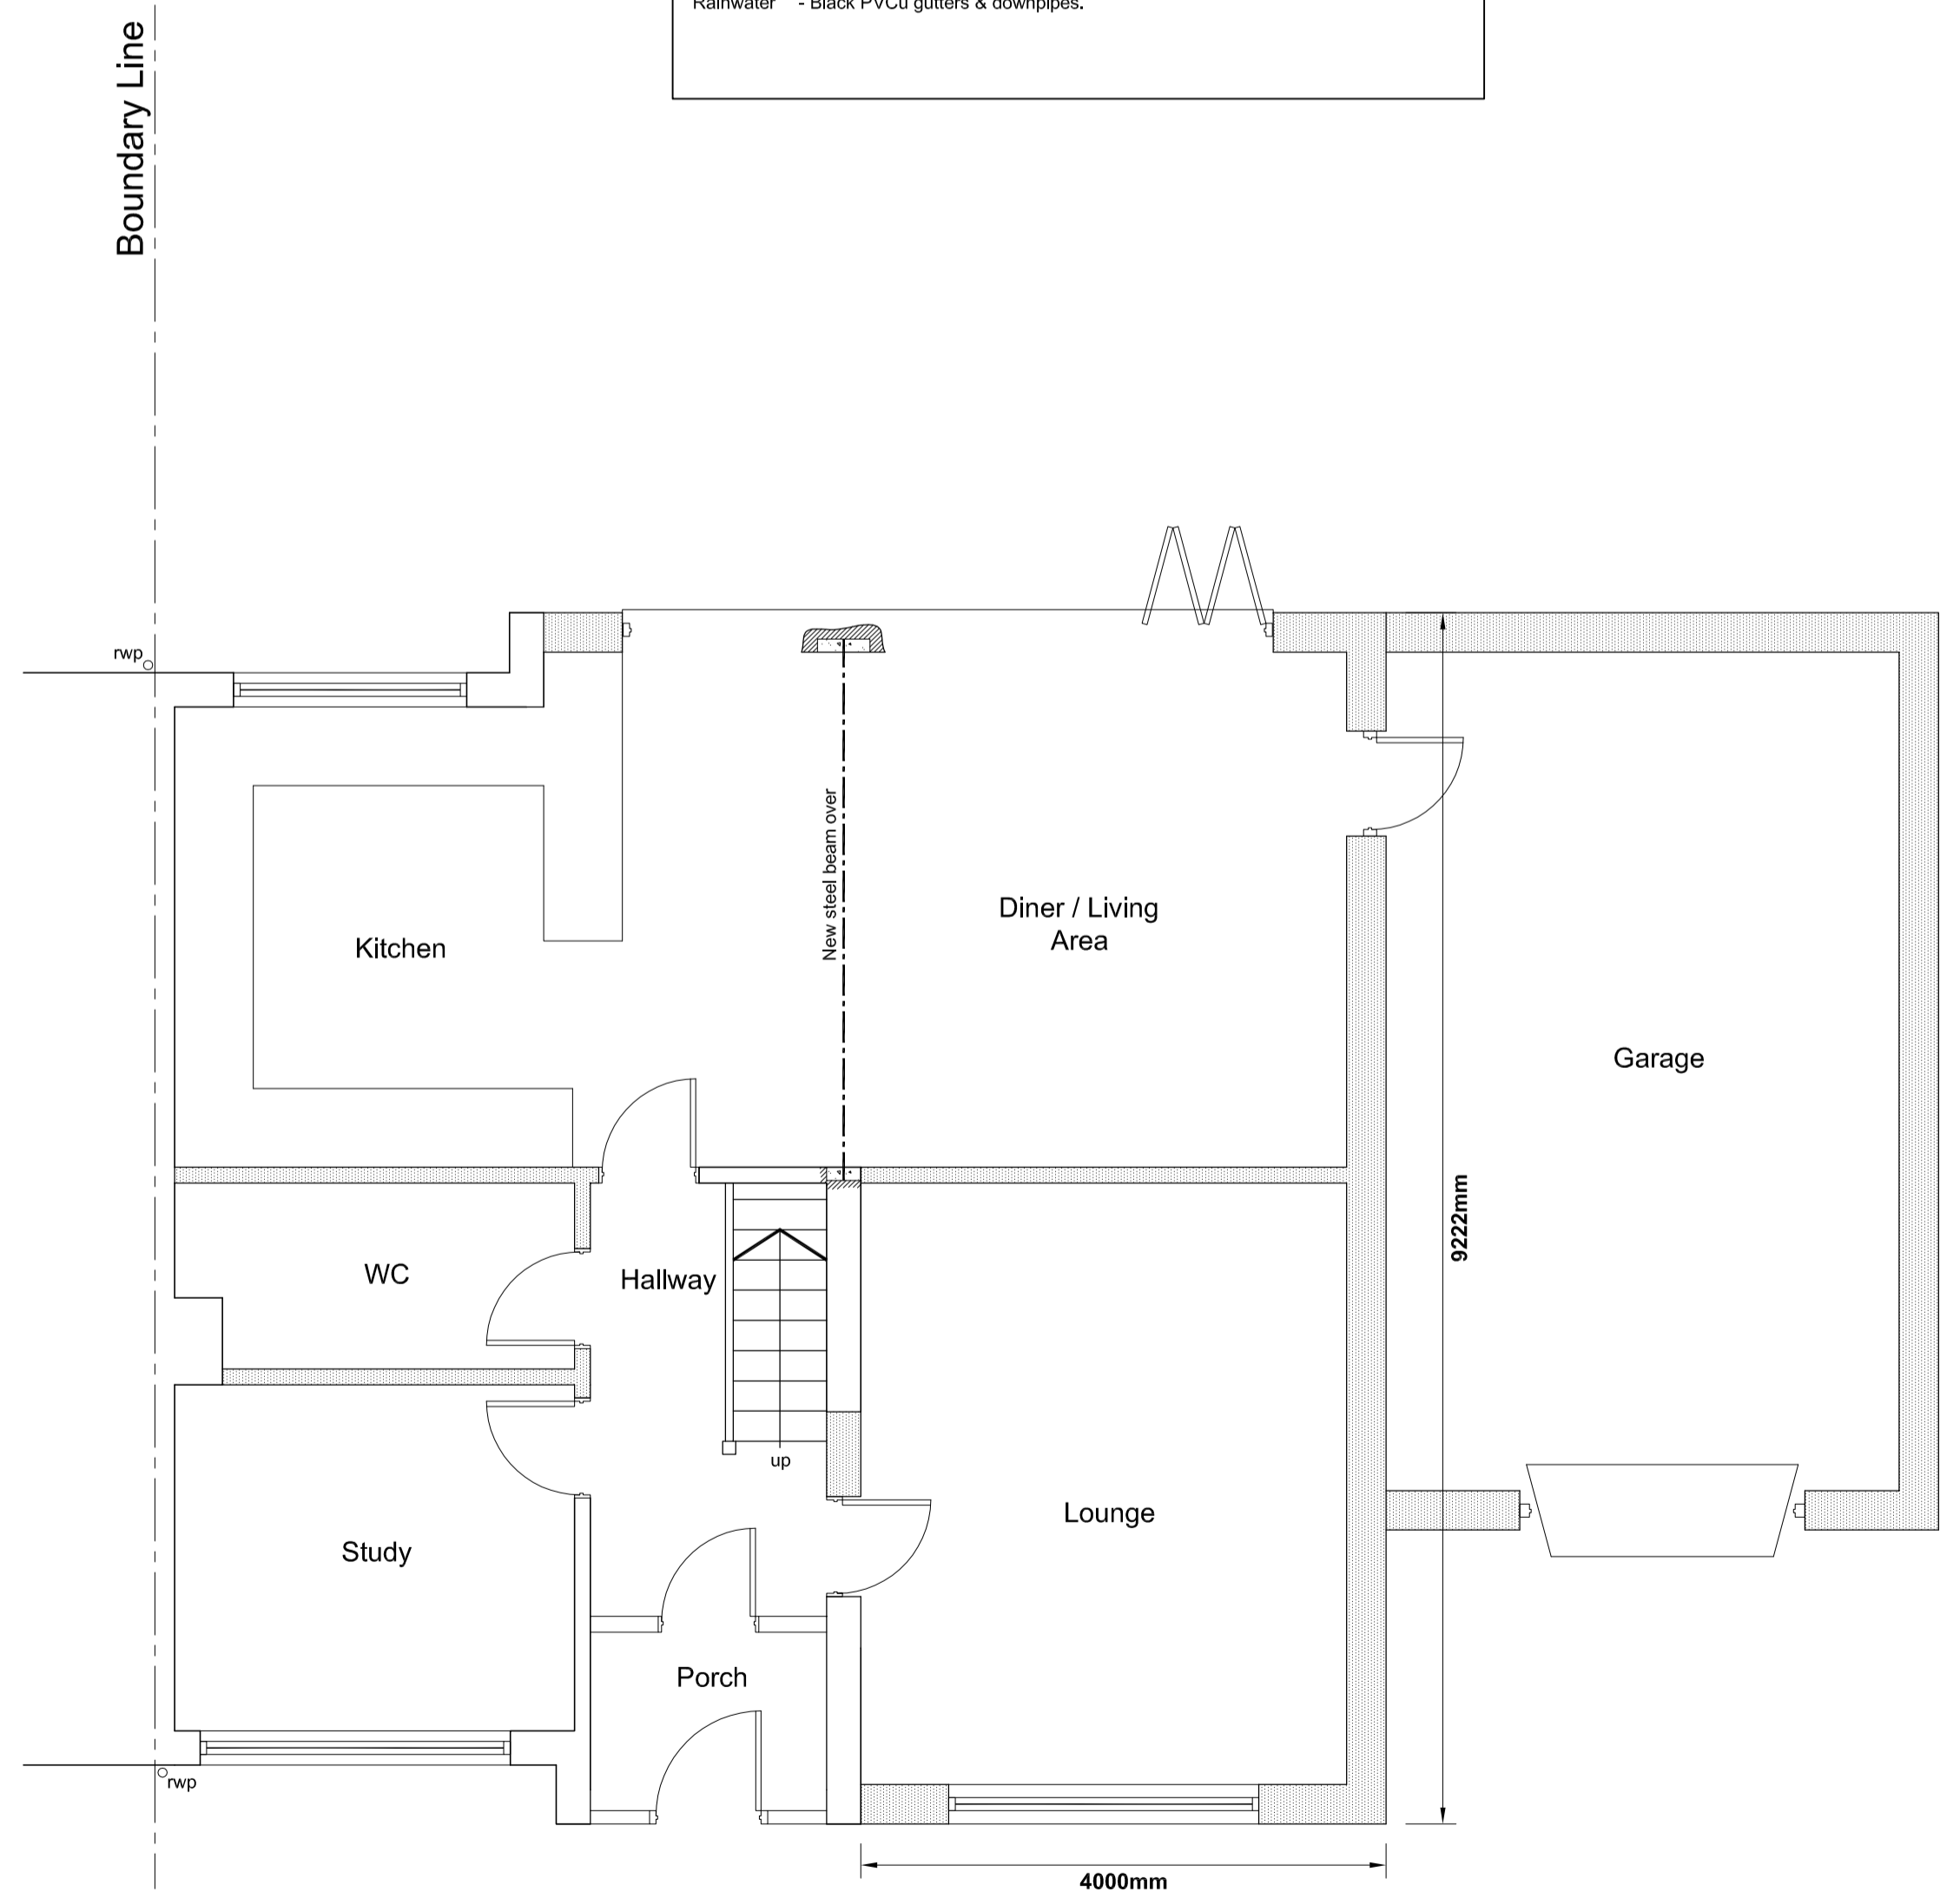 Rainwater - Black PVCu gutters & downpipes.
Boundary Line
rwp
New steel beam over
Diner / Living
Area
Kitchen
Garage
9222mm
WC
Hallway
up
Lounge
Study
Porch
rwp
4000mm